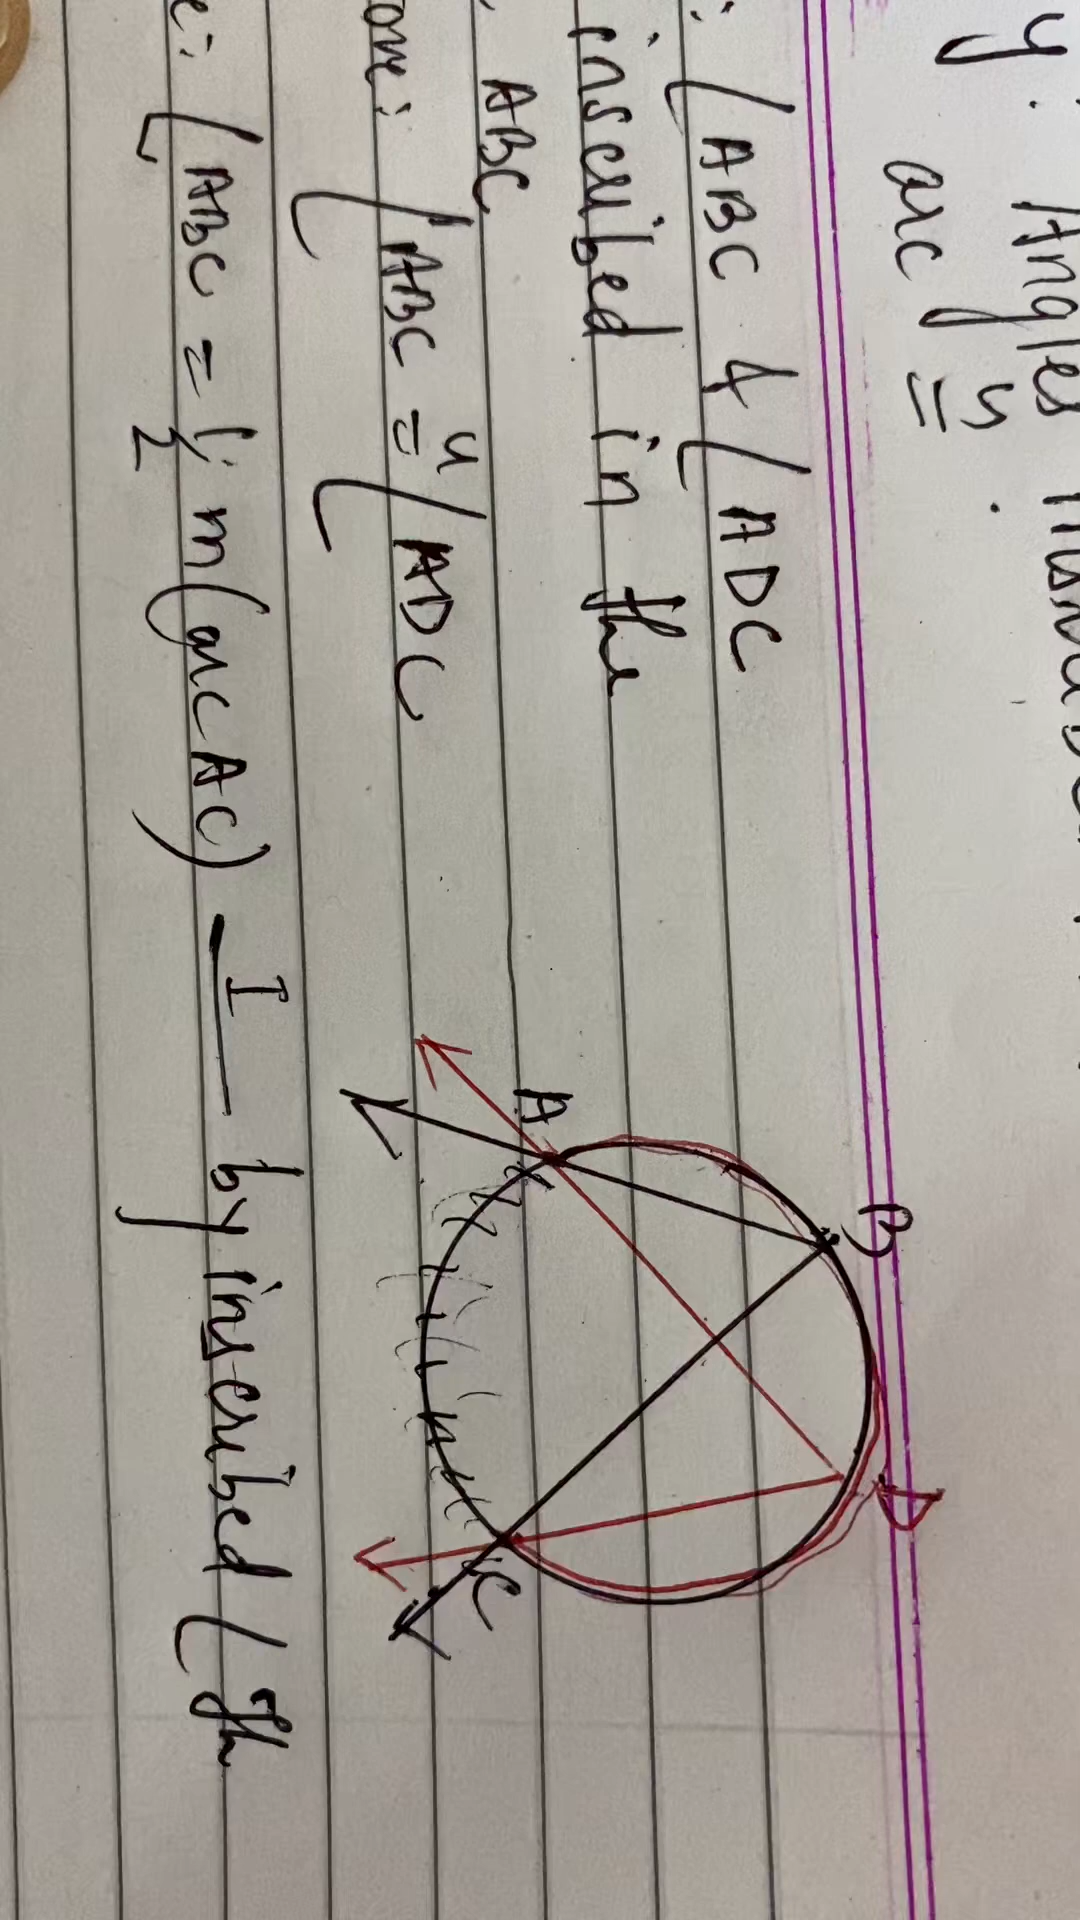 y: Angles
arc ≅.
: ∠ABC & ∠ADC
inscribed in the
ABC
∠ABC ≅ ∠ADC
∠ABC = 1/2 m(arc AC) — I — by inscribed ∠ Th
A
B
D
C